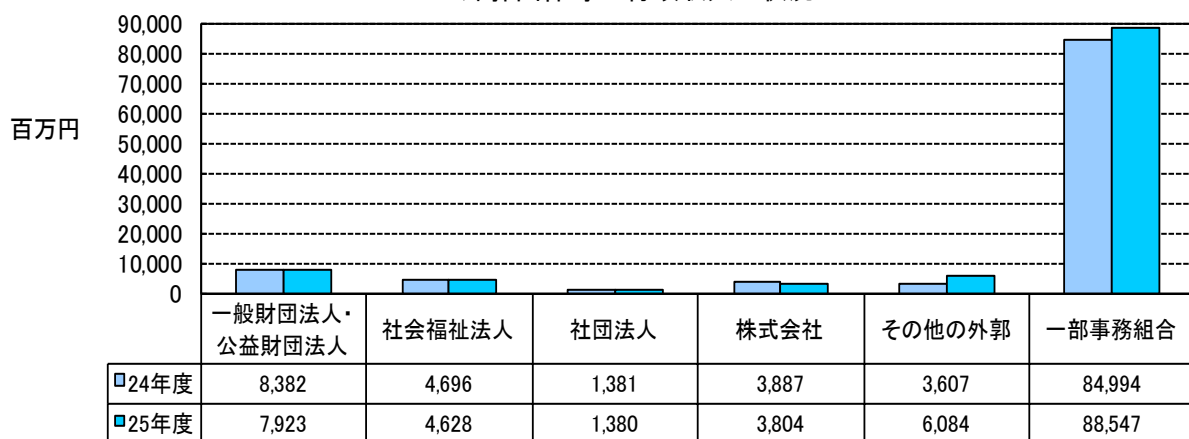 90,000
80,000
70,000
60,000
50,000
40,000
30,000
20,000
10,000
0
百万円
一般財団法人・公益財団法人 社会福祉法人 社団法人 株式会社 その他の外郭 一部事務組合
24年度 8,382 4,696 1,381 3,887 3,607 84,994
25年度 7,923 4,628 1,380 3,804 6,084 88,547